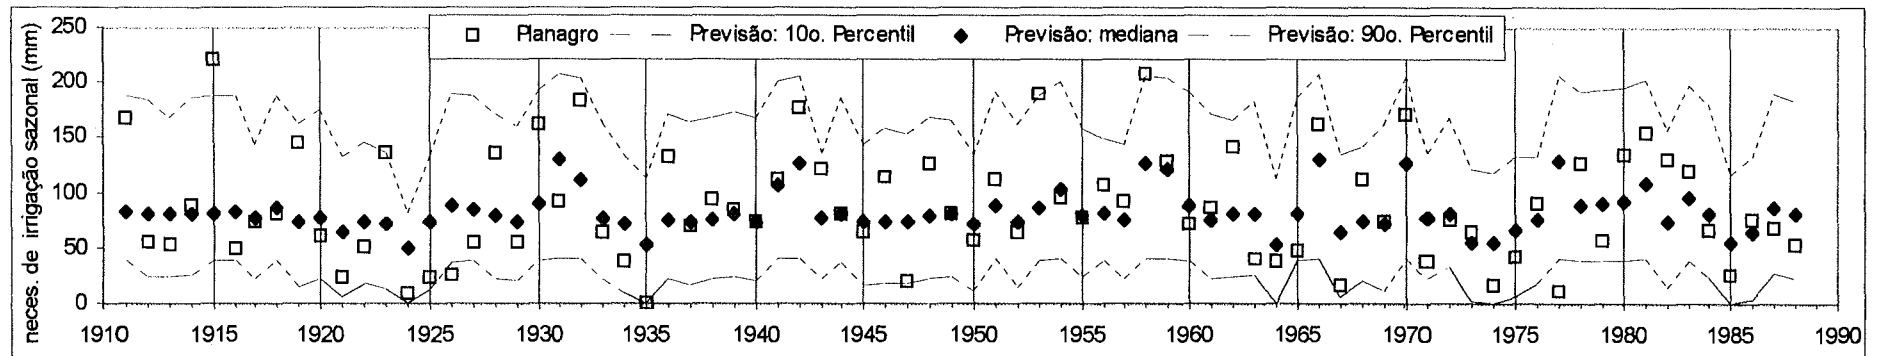 neces. de irrigação sazonal (mm)
250
200
150
100
50
0
Planagro
Previsão: 10o. Percentil
Previsão: mediana
Previsão: 90o. Percentil
1910 1915 1920 1925 1930 1935 1940 1945 1950 1955 1960 1965 1970 1975 1980 1985 1990